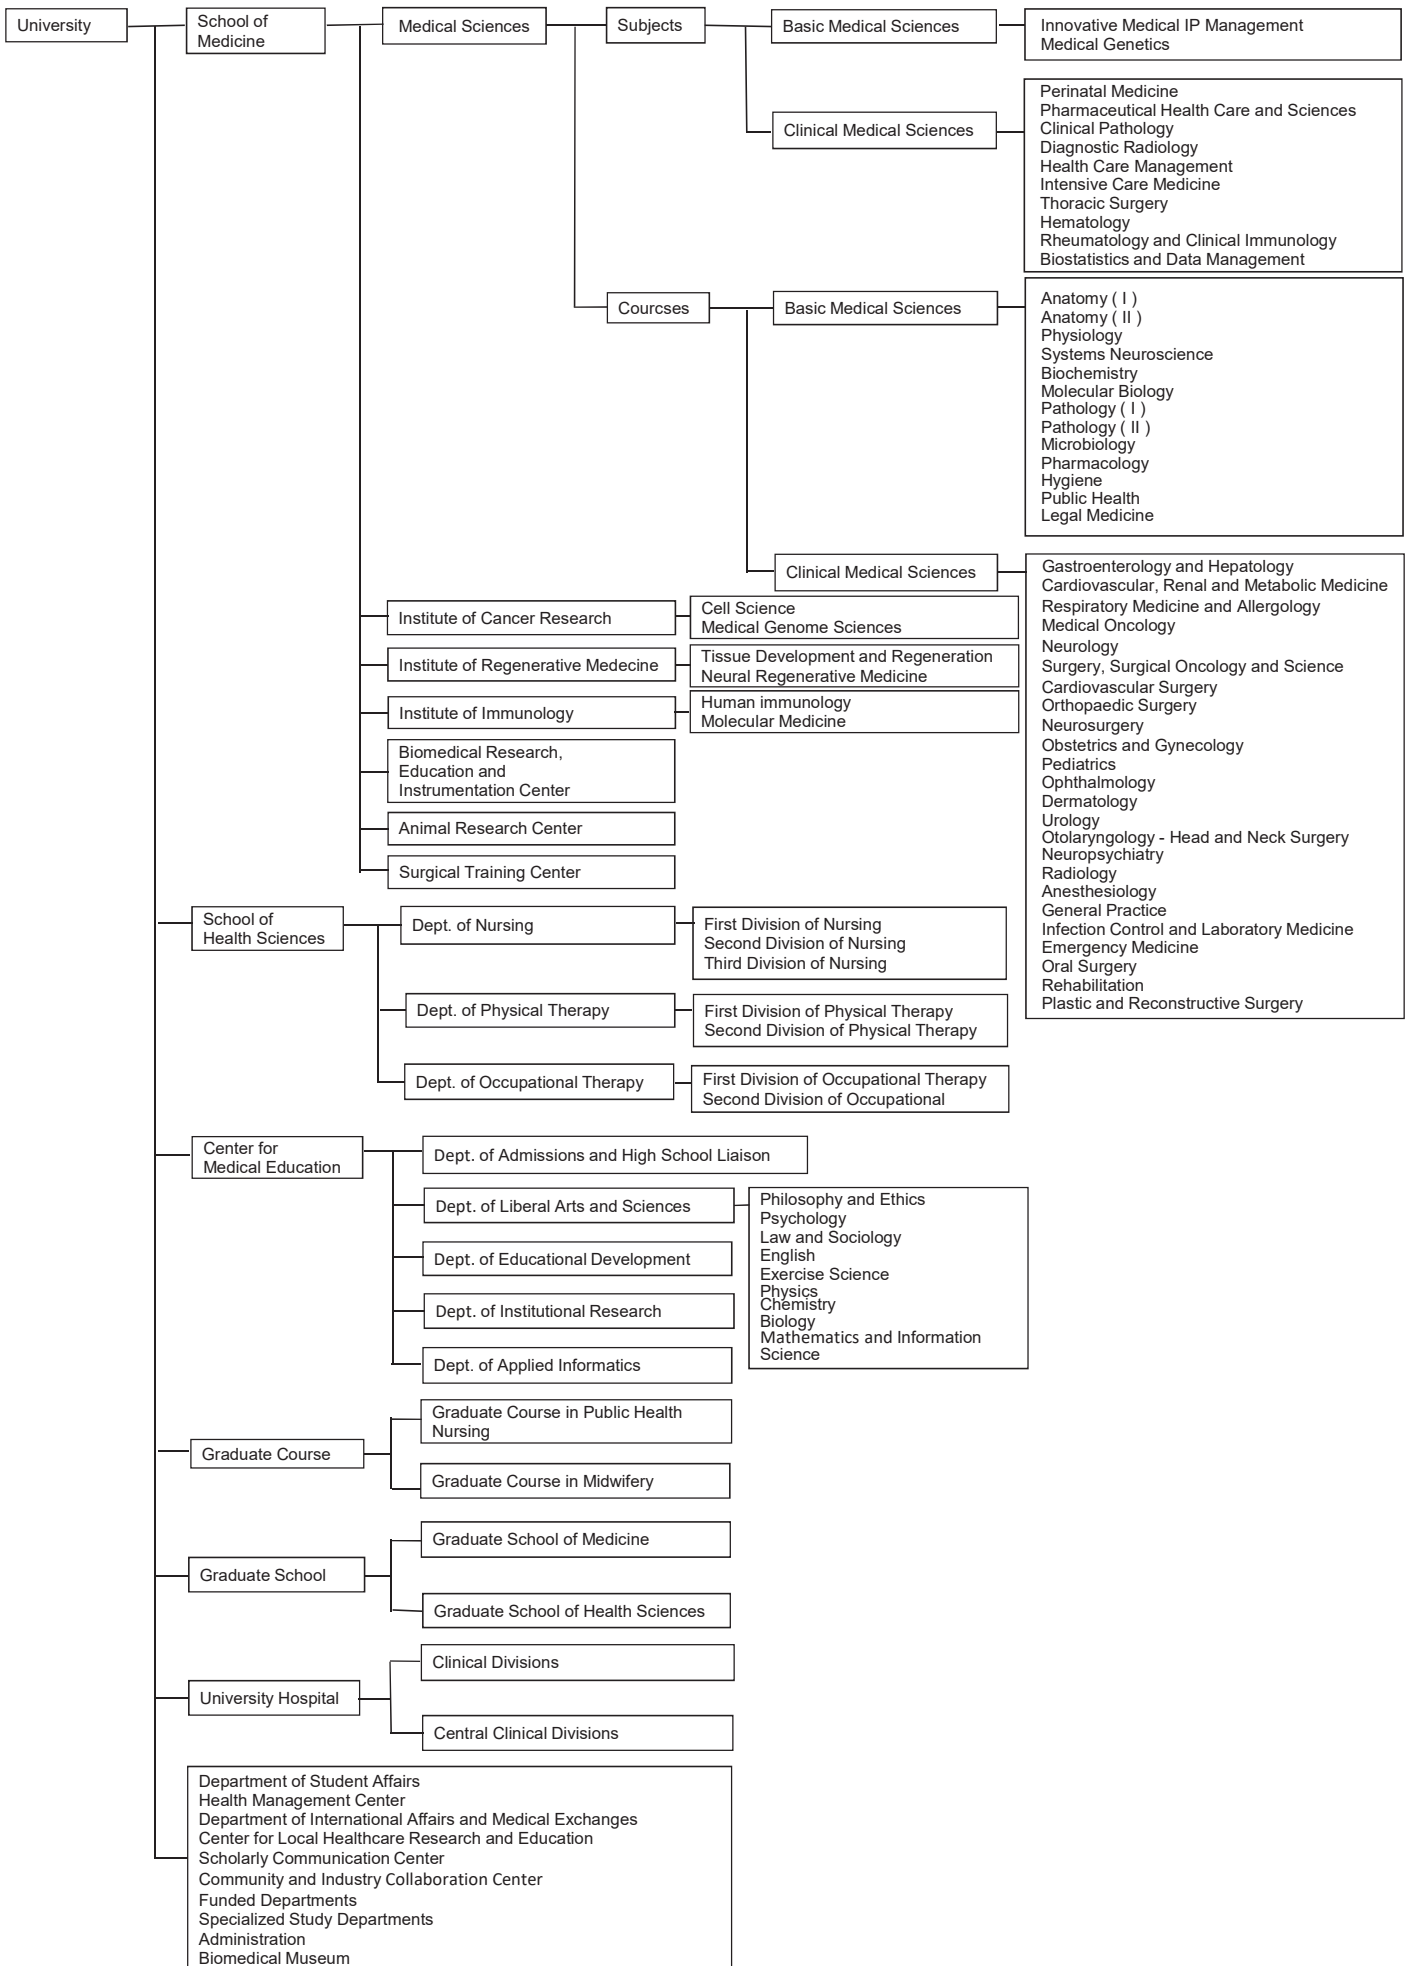 University
School of
Medicine
Medical Sciences
Subjects
Basic Medical Sciences
Innovative Medical IP Management
Medical Genetics
Clinical Medical Sciences
Perinatal Medicine
Pharmaceutical Health Care and Sciences
Clinical Pathology
Diagnostic Radiology
Health Care Management
Intensive Care Medicine
Thoracic Surgery
Hematology
Rheumatology and Clinical Immunology
Biostatistics and Data Management
Courcses
Basic Medical Sciences
Anatomy ( I )
Anatomy ( II )
Physiology
Systems Neuroscience
Biochemistry
Molecular Biology
Pathology ( I )
Pathology ( II )
Microbiology
Pharmacology
Hygiene
Public Health
Legal Medicine
Clinical Medical Sciences
Gastroenterology and Hepatology
Cardiovascular, Renal and Metabolic Medicine
Respiratory Medicine and Allergology
Medical Oncology
Neurology
Surgery, Surgical Oncology and Science
Cardiovascular Surgery
Orthopaedic Surgery
Neurosurgery
Obstetrics and Gynecology
Pediatrics
Ophthalmology
Dermatology
Urology
Otolaryngology - Head and Neck Surgery
Neuropsychiatry
Radiology
Anesthesiology
General Practice
Infection Control and Laboratory Medicine
Emergency Medicine
Oral Surgery
Rehabilitation
Plastic and Reconstructive Surgery
Institute of Cancer Research
Cell Science
Medical Genome Sciences
Institute of Regenerative Medecine
Tissue Development and Regeneration
Neural Regenerative Medicine
Institute of Immunology
Human immunology
Molecular Medicine
Biomedical Research,
Education and
Instrumentation Center
Animal Research Center
Surgical Training Center
School of
Health Sciences
Dept. of Nursing
First Division of Nursing
Second Division of Nursing
Third Division of Nursing
Dept. of Physical Therapy
First Division of Physical Therapy
Second Division of Physical Therapy
Dept. of Occupational Therapy
First Division of Occupational Therapy
Second Division of Occupational
Center for
Medical Education
Dept. of Admissions and High School Liaison
Dept. of Liberal Arts and Sciences
Philosophy and Ethics
Psychology
Law and Sociology
English
Exercise Science
Physics
Chemistry
Biology
Mathematics and Information
Science
Dept. of Educational Development
Dept. of Institutional Research
Dept. of Applied Informatics
Graduate Course
Graduate Course in Public Health
Nursing
Graduate Course in Midwifery
Graduate School
Graduate School of Medicine
Graduate School of Health Sciences
University Hospital
Clinical Divisions
Central Clinical Divisions
Department of Student Affairs
Health Management Center
Department of International Affairs and Medical Exchanges
Center for Local Healthcare Research and Education
Scholarly Communication Center
Community and Industry Collaboration Center
Funded Departments
Specialized Study Departments
Administration
Biomedical Museum